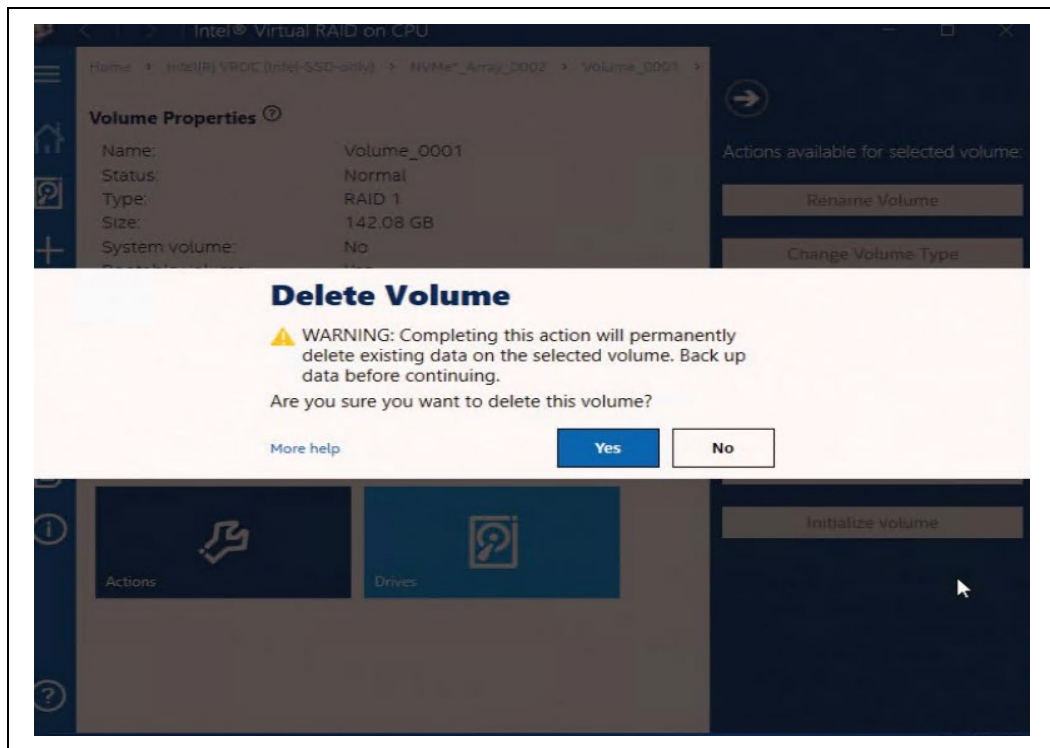 Intel® Virtual RAID on CPU
Home > Intel(R) VROC (Intel-SSD-only) > NVMe*_Array_0002 > Volume_0001 >
Volume Properties ?
Name: Volume_0001
Status: Normal
Type: RAID 1
Size: 142.08 GB
System volume: No
Actions available for selected volume:
Rename Volume
Change Volume Type
Delete Volume
WARNING: Completing this action will permanently
delete existing data on the selected volume. Back up
data before continuing.
Are you sure you want to delete this volume?
More help
Yes
No
Initialize volume
Actions
Drives